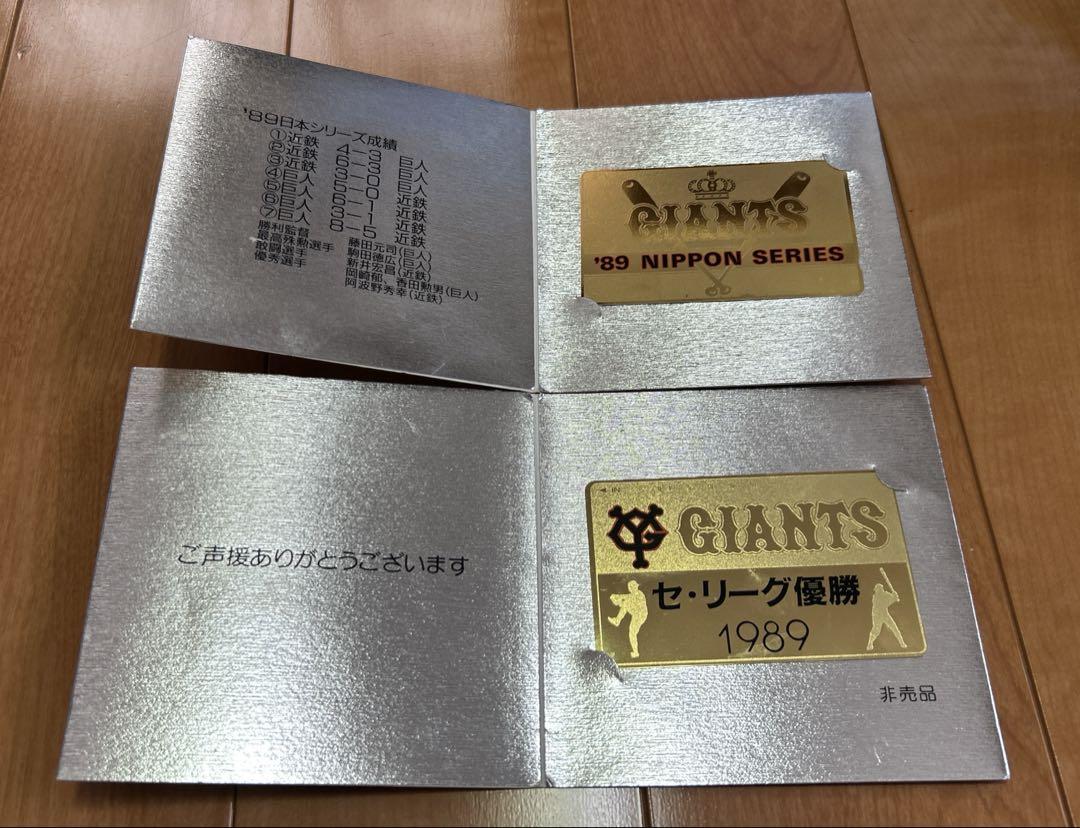 '89日本シリーズ成績
①近鉄 4-3 巨人
②近鉄 6-3 巨人
③近鉄 3-0 巨人
④巨人 5-0 近鉄
⑤巨人 6-1 近鉄
⑥巨人 3-1 近鉄
⑦巨人 8-5 近鉄
勝利監督 藤田元司(巨人)
最高殊勲選手 駒田徳広(巨人)
敢闘選手 新井宏昌(近鉄)
優秀選手 岡崎郁、香田勲男(巨人)
阿波野秀幸(近鉄)
GIANTS
'89 NIPPON SERIES
ご声援ありがとうございます
◀ IN
YG GIANTS
セ・リーグ優勝
1989
非売品